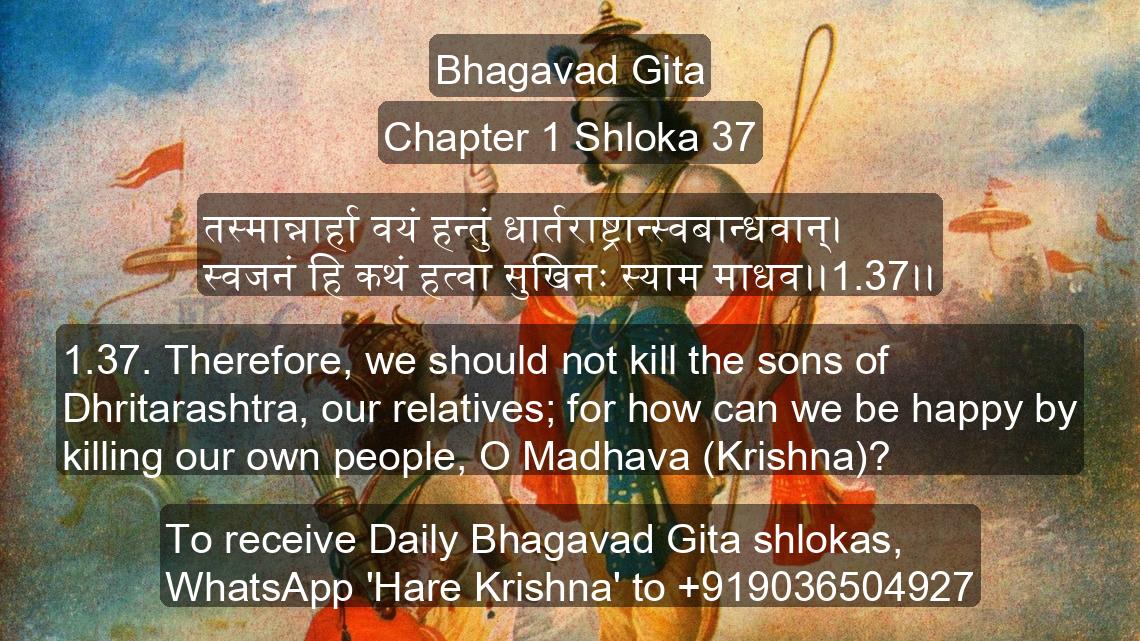 Bhagavad Gita
Chapter 1 Shloka 37
तस्मान्नार्हा वयं हन्तुं धार्तराष्ट्रान्स्वबान्धवान्।
स्वजनं हि कथं हत्वा सुखिनः स्याम माधव।।1.37।।
1.37. Therefore, we should not kill the sons of
Dhritarashtra, our relatives; for how can we be happy by
killing our own people, O Madhava (Krishna)?
To receive Daily Bhagavad Gita shlokas,
WhatsApp 'Hare Krishna' to +919036504927